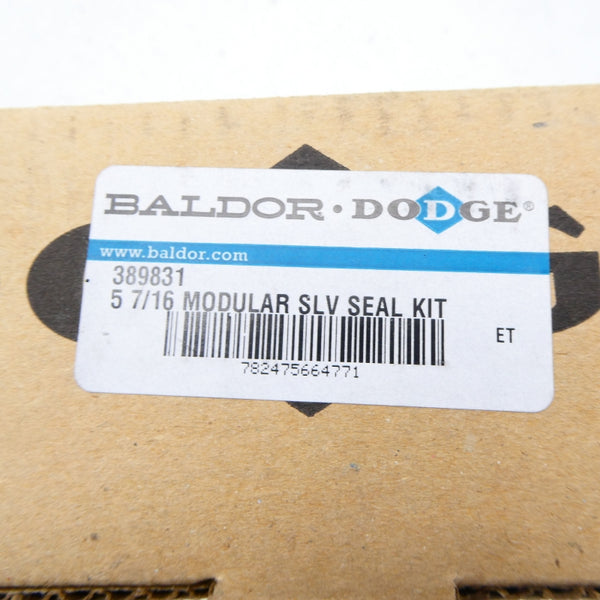 BALDOR · DODGE®
www.baldor.com
389831
5 7/16 MODULAR SLV SEAL KIT
ET
782475664771